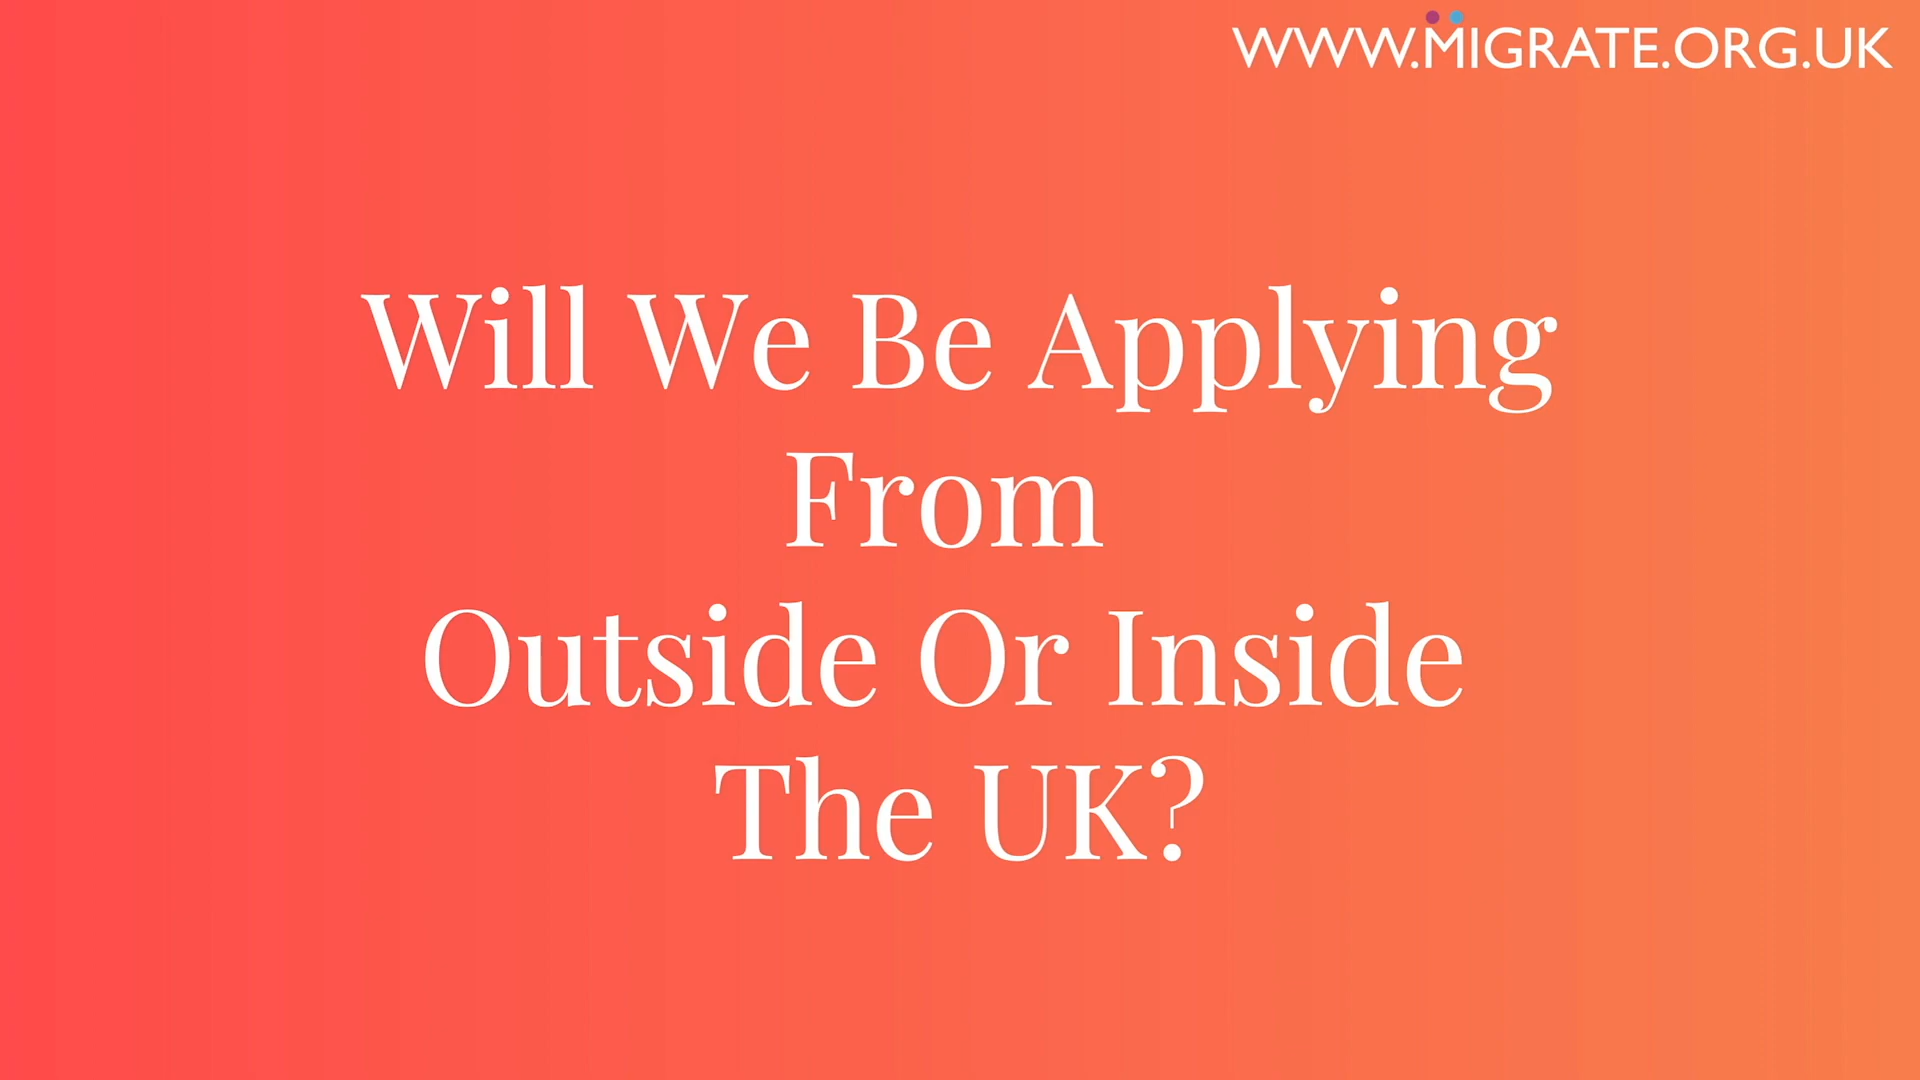 WWW.MIGRATE.ORG.UK
Will We Be Applying
From
Outside Or Inside
The UK?